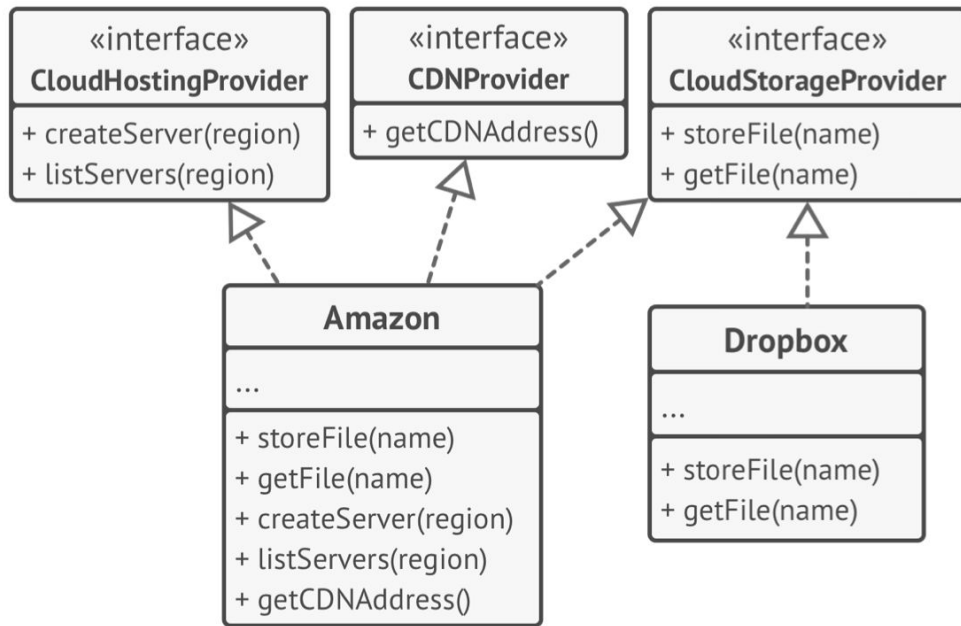 «interface»
CloudHostingProvider
+ createServer(region)
+ listServers(region)
«interface»
CDNProvider
+ getCDNAddress()
«interface»
CloudStorageProvider
+ storeFile(name)
+ getFile(name)
Amazon
...
+ storeFile(name)
+ getFile(name)
+ createServer(region)
+ listServers(region)
+ getCDNAddress()
Dropbox
...
+ storeFile(name)
+ getFile(name)